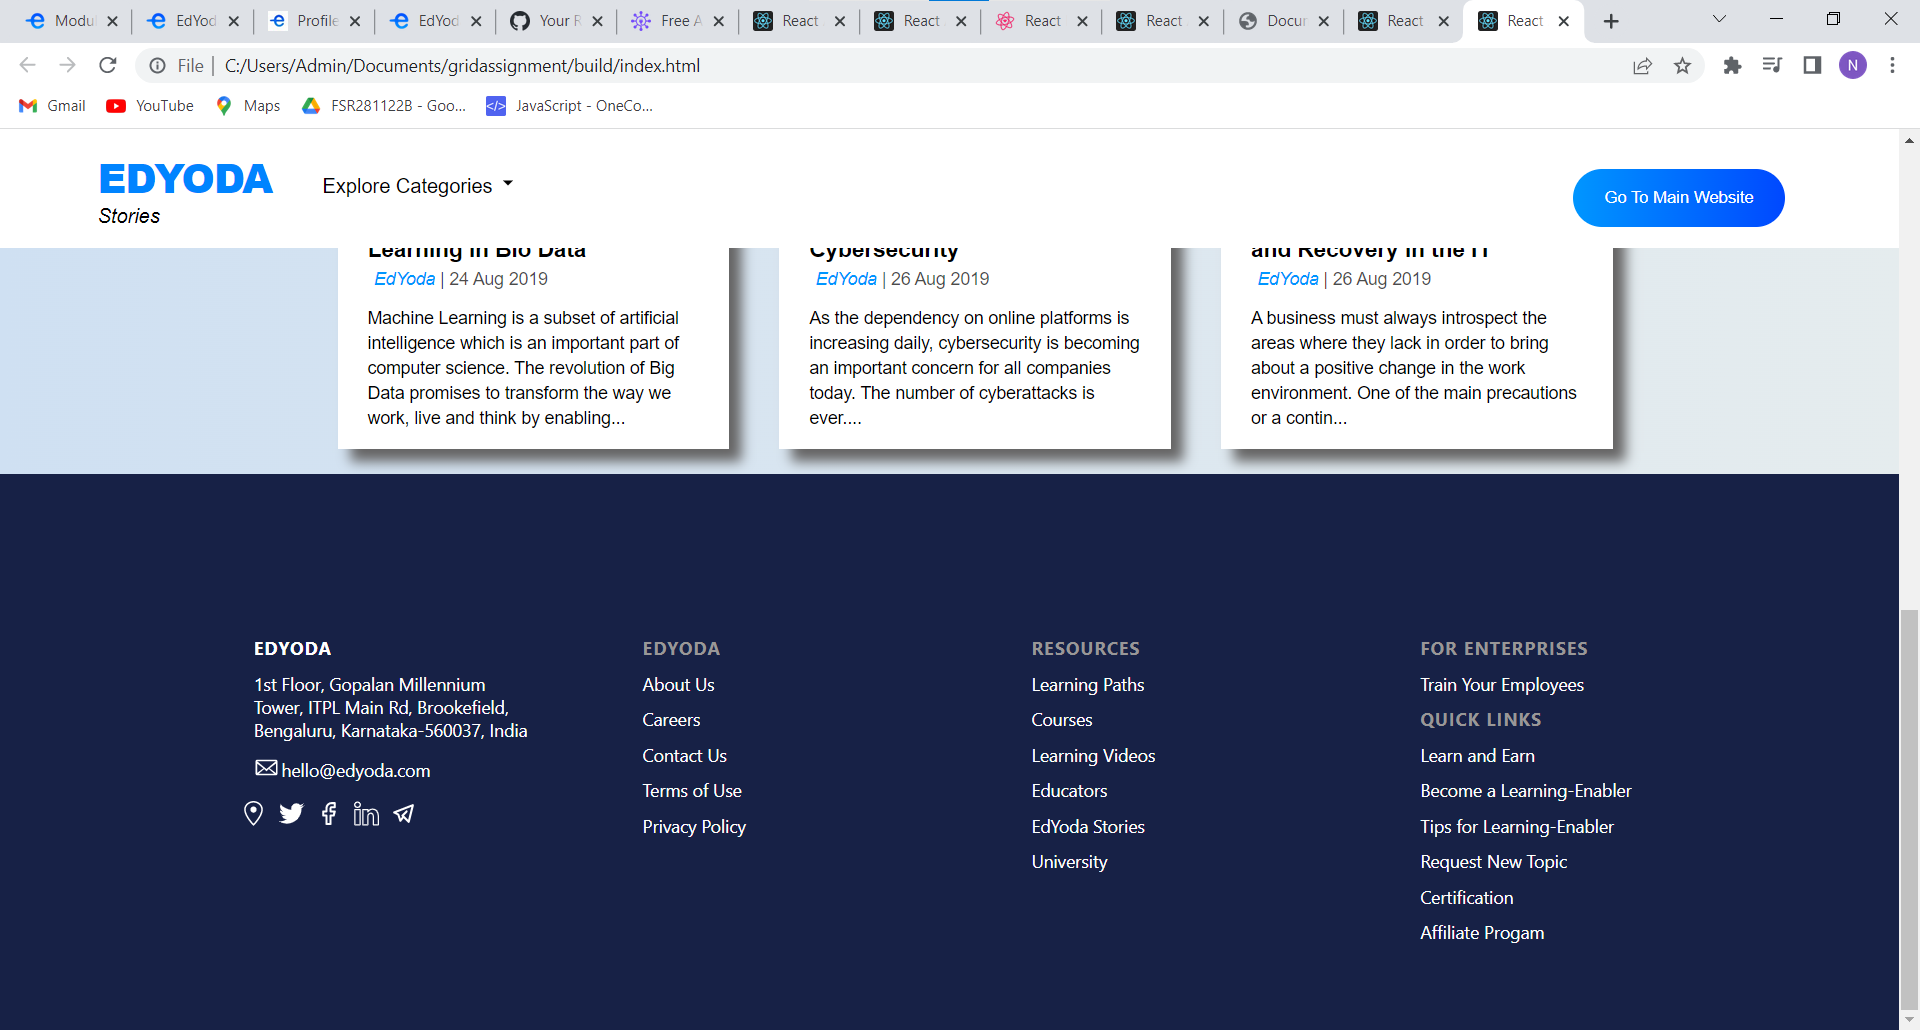 Modu
EdYod
Profile
EdYod
Your R
Free A
React
React
React
React
Docur
React
React
File
C:/Users/Admin/Documents/gridassignment/build/index.html
N
Gmail
YouTube
Maps
FSR281122B - Goo...
JavaScript - OneCo...
EDYODA
Stories
Explore Categories
Go To Main Website
Learning in Bio Data
EdYoda | 24 Aug 2019
Machine Learning is a subset of artificial
intelligence which is an important part of
computer science. The revolution of Big
Data promises to transform the way we
work, live and think by enabling...
Cybersecurity
EdYoda | 26 Aug 2019
As the dependency on online platforms is
increasing daily, cybersecurity is becoming
an important concern for all companies
today. The number of cyberattacks is
ever....
and Recovery in the IT
EdYoda | 26 Aug 2019
A business must always introspect the
areas where they lack in order to bring
about a positive change in the work
environment. One of the main precautions
or a contin...
EDYODA
1st Floor, Gopalan Millennium
Tower, ITPL Main Rd, Brookefield,
Bengaluru, Karnataka-560037, India
hello@edyoda.com
EDYODA
About Us
Careers
Contact Us
Terms of Use
Privacy Policy
RESOURCES
Learning Paths
Courses
Learning Videos
Educators
EdYoda Stories
University
FOR ENTERPRISES
Train Your Employees
QUICK LINKS
Learn and Earn
Become a Learning-Enabler
Tips for Learning-Enabler
Request New Topic
Certification
Affiliate Progam